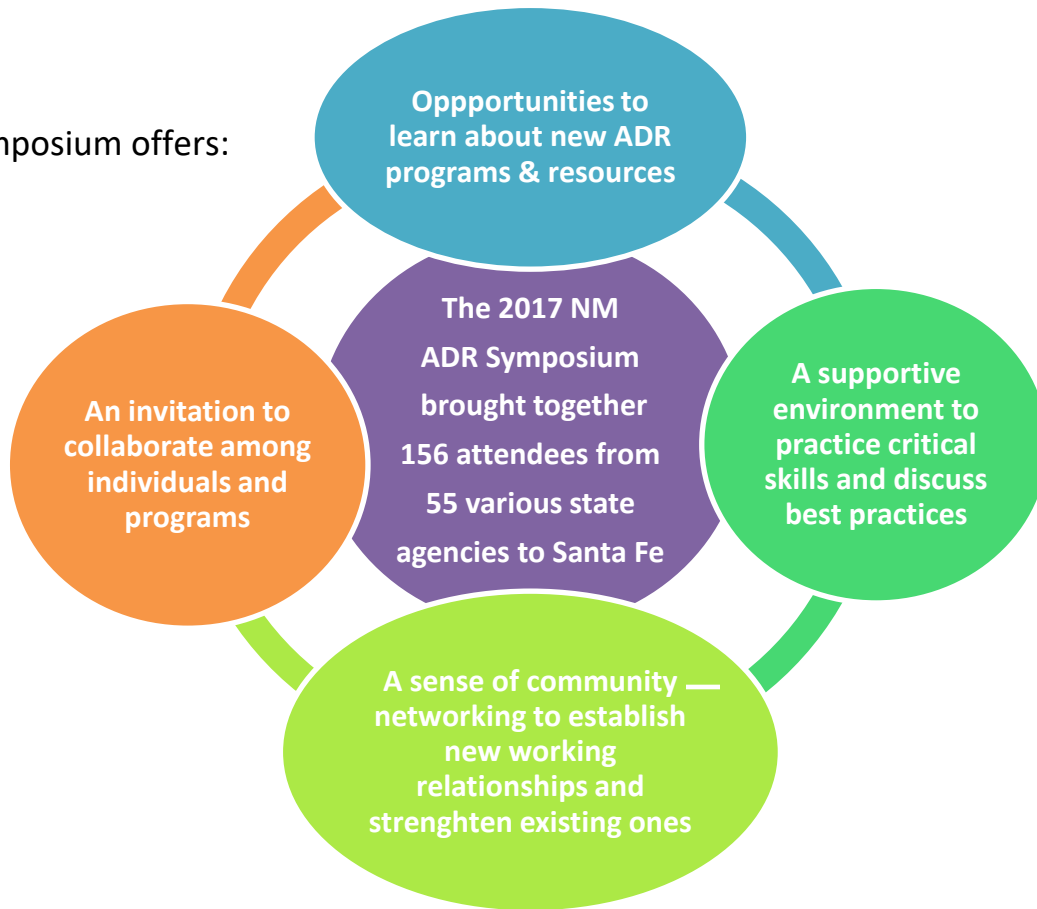 mposium offers:
Oppportunities to
learn about new ADR
programs & resources
The 2017 NM
ADR Symposium
brought together
156 attendees from
55 various state
agencies to Santa Fe
An invitation to
collaborate among
individuals and
programs
A supportive
environment to
practice critical
skills and discuss
best practices
A sense of community —
networking to establish
new working
relationships and
strenghten existing ones